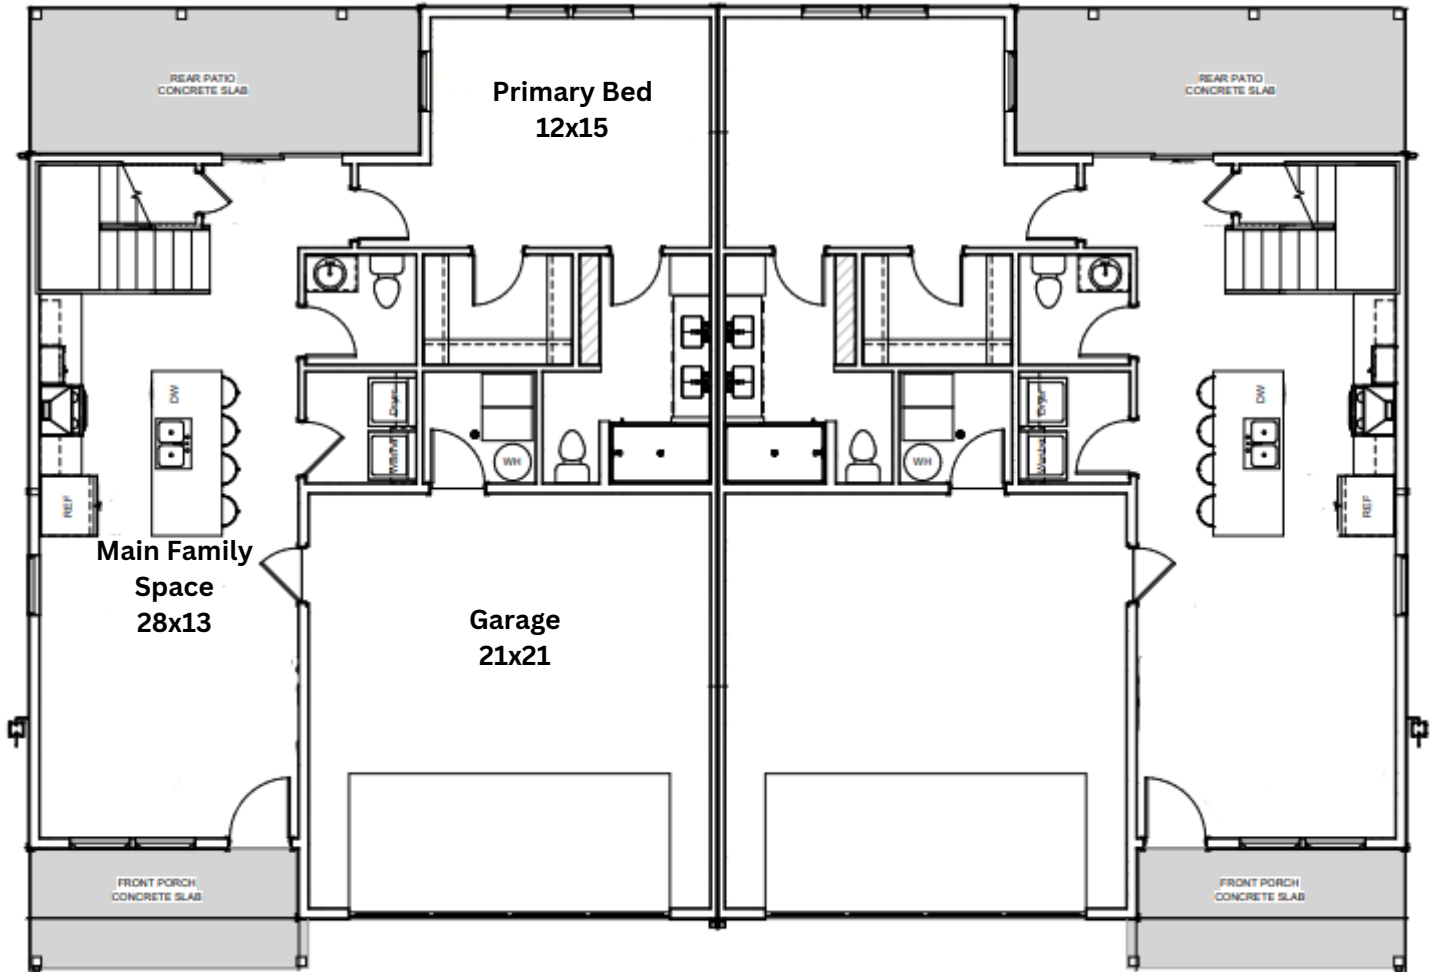 REAR PATIO
CONCRETE SLAB
Primary Bed
12x15
REAR PATIO
CONCRETE SLAB
DW
Dryer
Washer
WH
REF
WH
Dryer
Washer
DW
REF
Main Family
Space
28x13
Garage
21x21
FRONT PORCH
CONCRETE SLAB
FRONT PORCH
CONCRETE SLAB